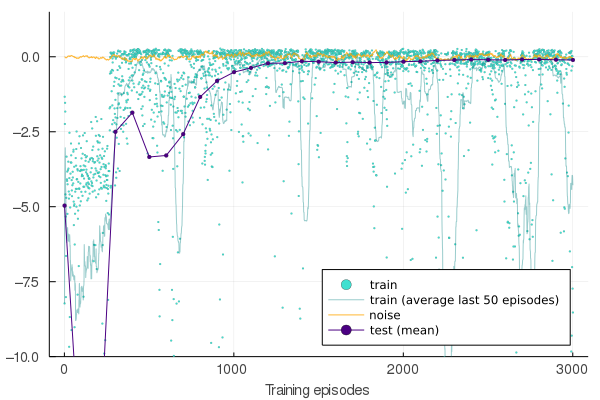 0.0
−2.5
−5.0
−7.5
−10.0
0
1000
2000
3000
Training episodes
train
train (average last 50 episodes)
noise
test (mean)